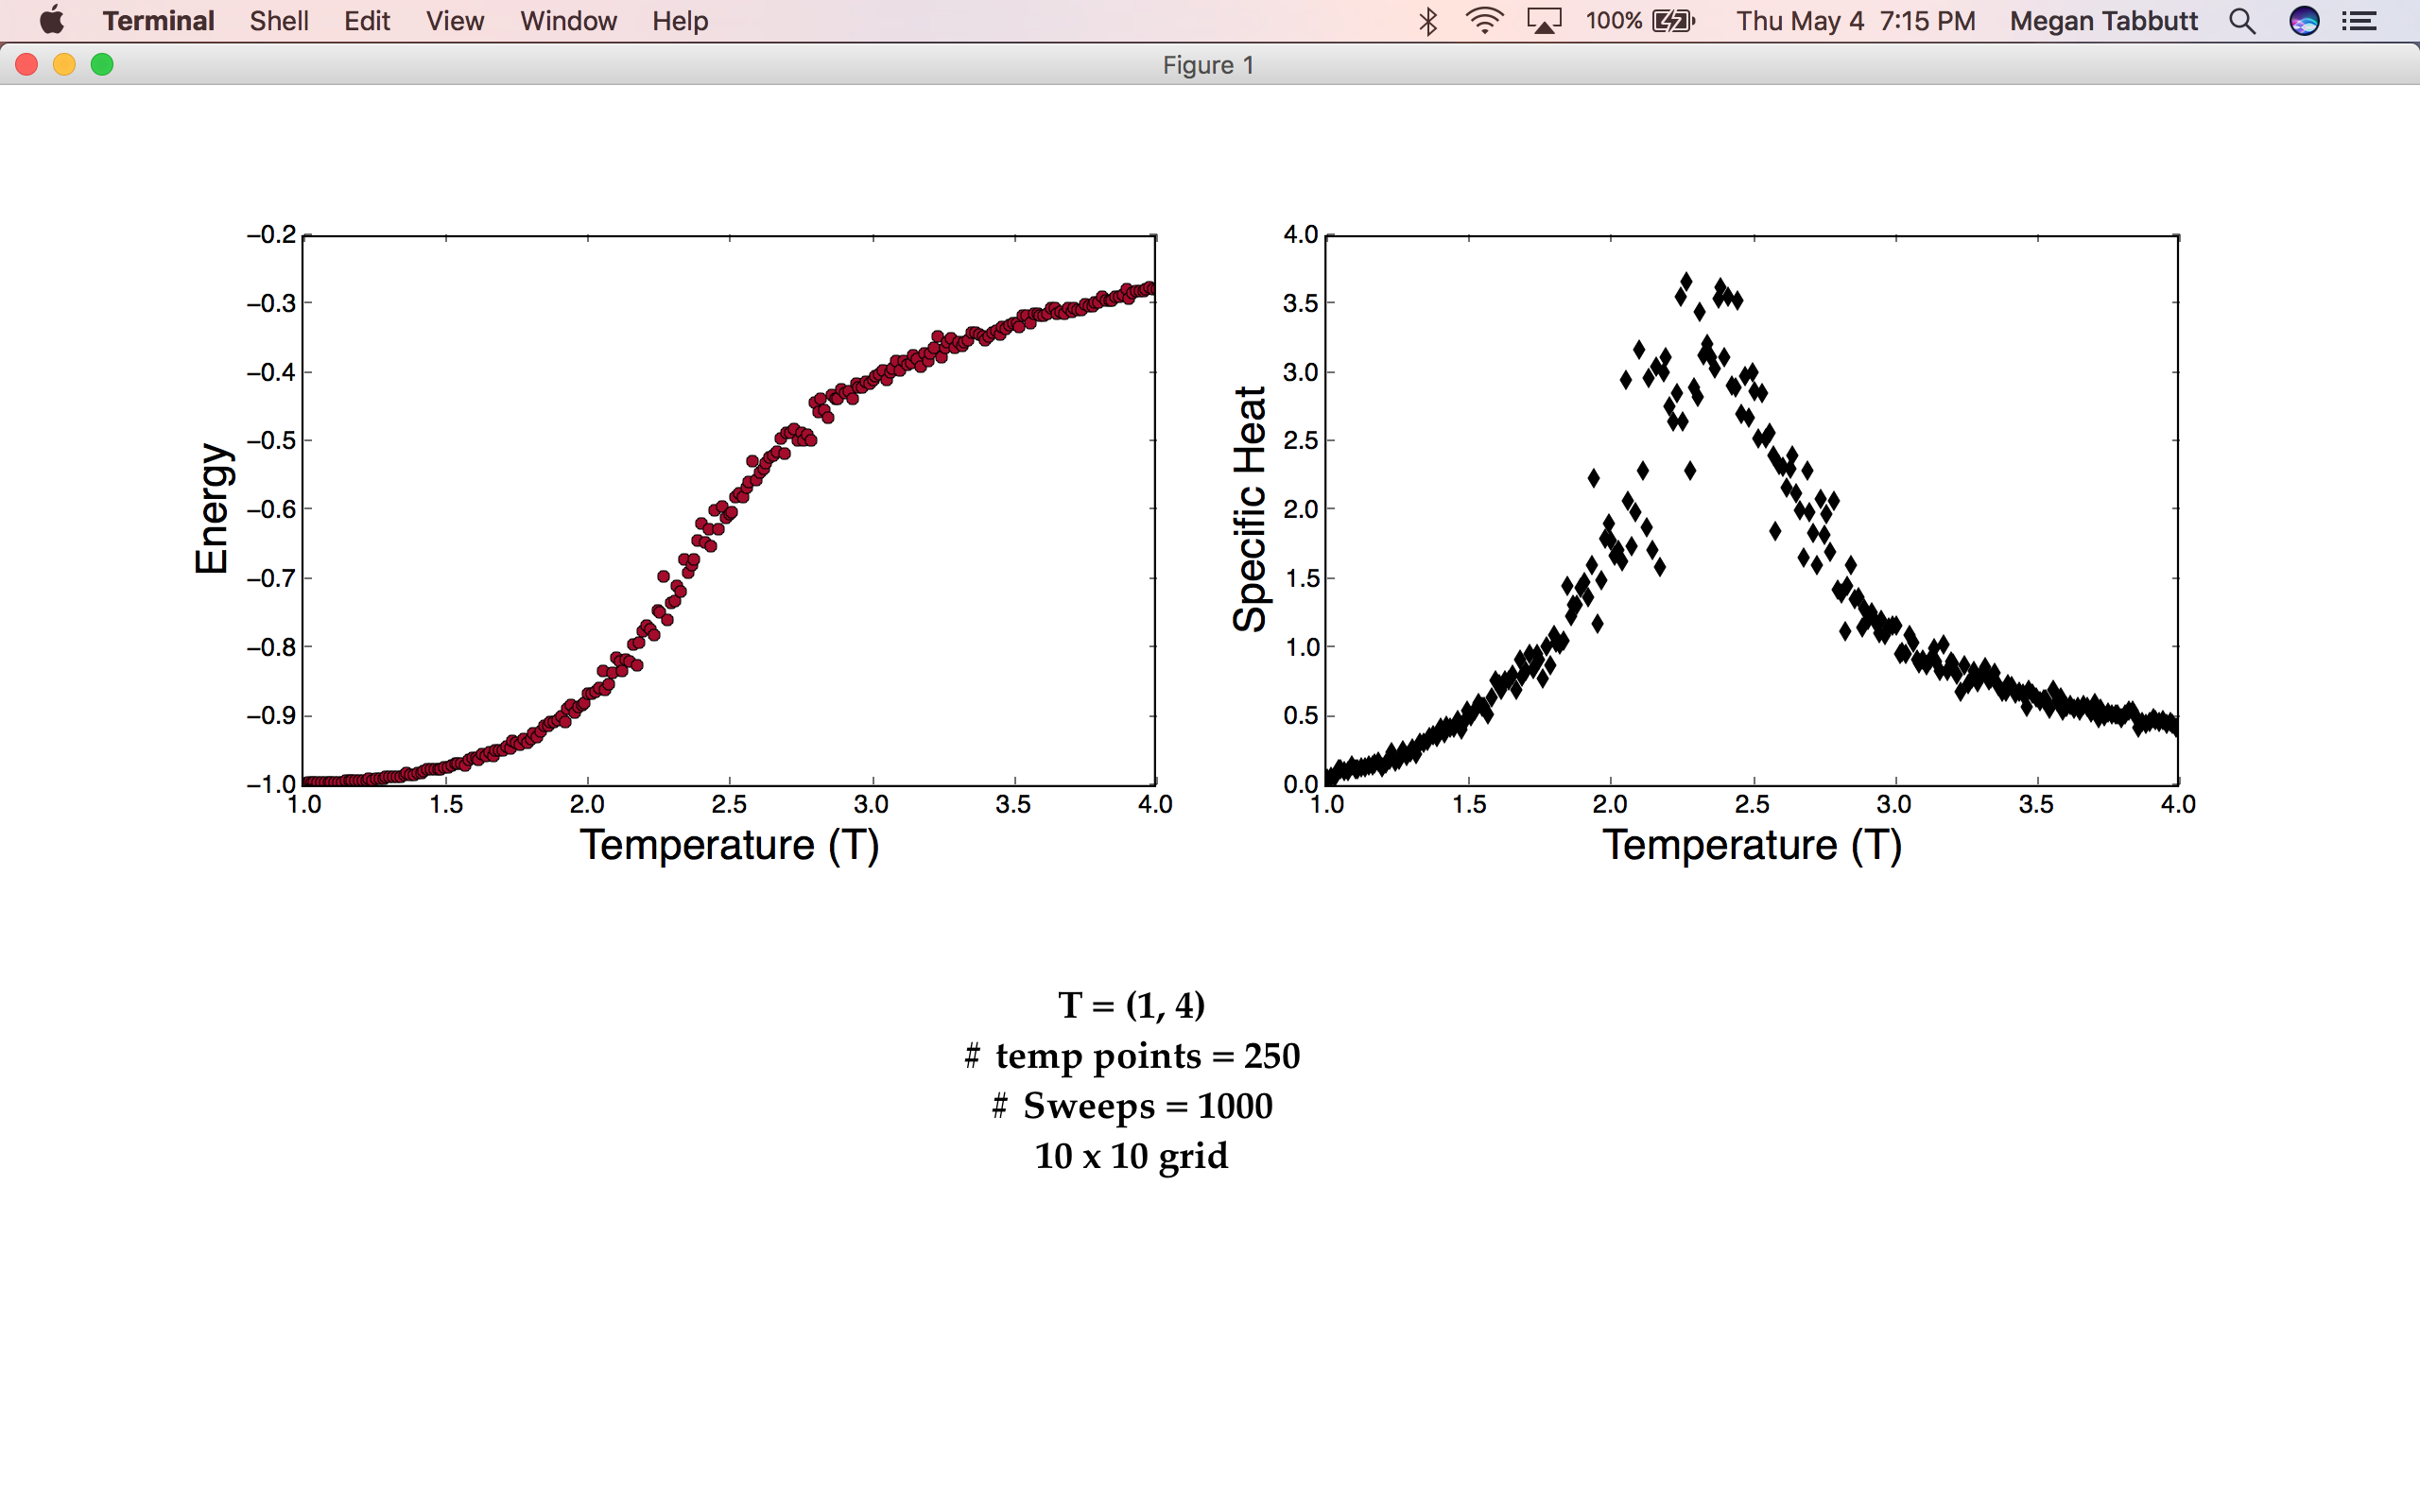 Terminal Shell Edit View Window Help 100% Thu May 4 7:15 PM Megan Tabbutt
Figure 1
−0.2
−0.3
−0.4
−0.5
−0.6
−0.7
−0.8
−0.9
−1.0
Energy
1.0 1.5 2.0 2.5 3.0 3.5 4.0
Temperature (T)
4.0
3.5
3.0
2.5
2.0
1.5
1.0
0.5
0.0
Specific Heat
1.0 1.5 2.0 2.5 3.0 3.5 4.0
Temperature (T)
T = (1, 4)
# temp points = 250
# Sweeps = 1000
10 x 10 grid